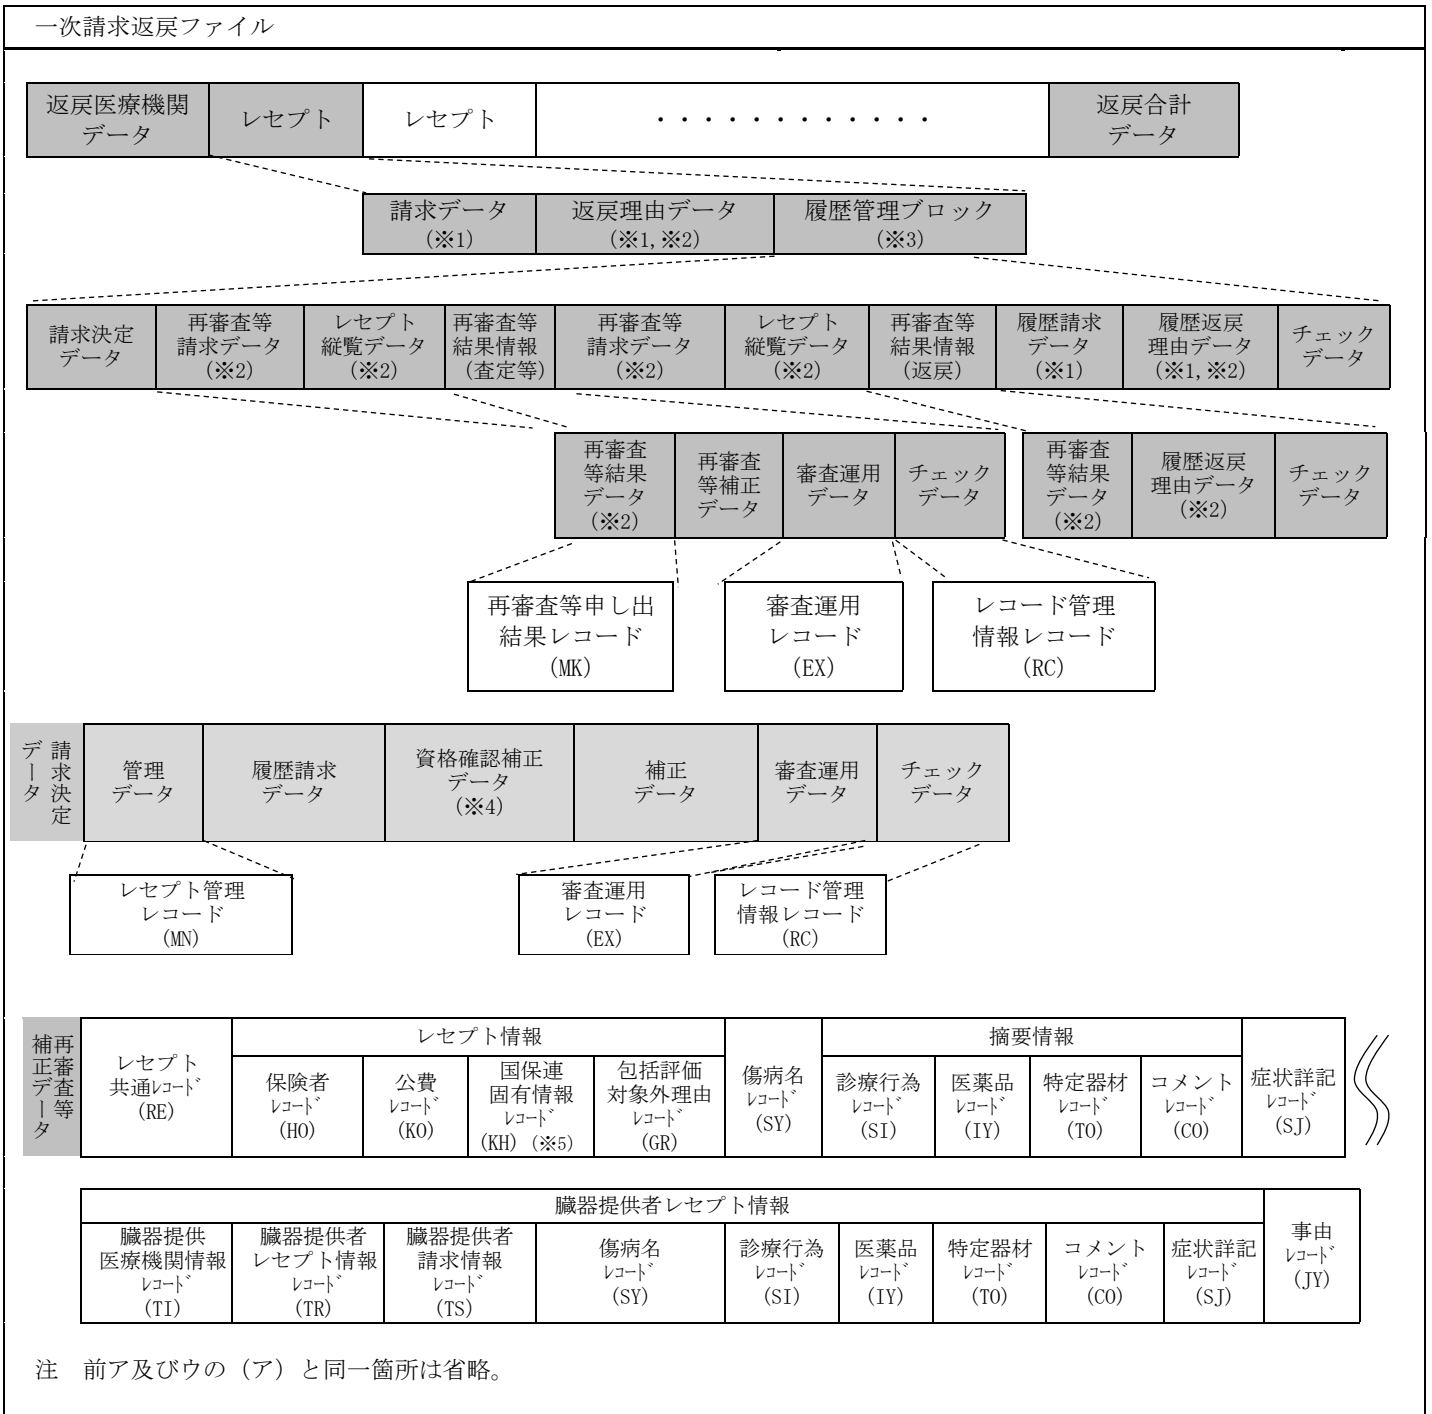 一次請求返戻ファイル
返戻医療機関
データ
レセプト
レセプト
・・・・・・・・・・・・
返戻合計
データ
請求データ
(※1)
返戻理由データ
(※1,※2)
履歴管理ブロック
(※3)
請求決定
データ
再審査等
請求データ
(※2)
レセプト
縦覧データ
(※2)
再審査等
結果情報
(査定等)
再審査等
請求データ
(※2)
レセプト
縦覧データ
(※2)
再審査等
結果情報
(返戻)
履歴請求
データ
(※1)
履歴返戻
理由データ
(※1,※2)
チェック
データ
再審査
等結果
データ
(※2)
再審査
等補正
データ
審査運用
データ
チェック
データ
再審査
等結果
データ
(※2)
履歴返戻
理由データ
(※2)
チェック
データ
再審査等申し出
結果レコード
(MK)
審査運用
レコード
(EX)
レコード管理
情報レコード
(RC)
請求決定
データ
管理
データ
履歴請求
データ
資格確認補正
データ
(※4)
補正
データ
審査運用
データ
チェック
データ
レセプト管理
レコード
(MN)
審査運用
レコード
(EX)
レコード管理
情報レコード
(RC)
再審査等
補正データ
レセプト
共通ﾚｺｰﾄﾞ
(RE)
レセプト情報
保険者
ﾚｺｰﾄﾞ
(HO)
公費
ﾚｺｰﾄﾞ
(KO)
国保連
固有情報
ﾚｺｰﾄﾞ
(KH) (※5)
包括評価
対象外理由
ﾚｺｰﾄﾞ
(GR)
傷病名
ﾚｺｰﾄﾞ
(SY)
摘要情報
診療行為
ﾚｺｰﾄﾞ
(SI)
医薬品
ﾚｺｰﾄﾞ
(IY)
特定器材
ﾚｺｰﾄﾞ
(TO)
コメント
ﾚｺｰﾄﾞ
(CO)
症状詳記
ﾚｺｰﾄﾞ
(SJ)
臓器提供者レセプト情報
臓器提供
医療機関情報
ﾚｺｰﾄﾞ
(TI)
臓器提供者
レセプト情報
ﾚｺｰﾄﾞ
(TR)
臓器提供者
請求情報
ﾚｺｰﾄﾞ
(TS)
傷病名
ﾚｺｰﾄﾞ
(SY)
診療行為
ﾚｺｰﾄﾞ
(SI)
医薬品
ﾚｺｰﾄﾞ
(IY)
特定器材
ﾚｺｰﾄﾞ
(TO)
コメント
ﾚｺｰﾄﾞ
(CO)
症状詳記
ﾚｺｰﾄﾞ
(SJ)
事由
ﾚｺｰﾄﾞ
(JY)
注　前ア及びウの（ア）と同一箇所は省略。